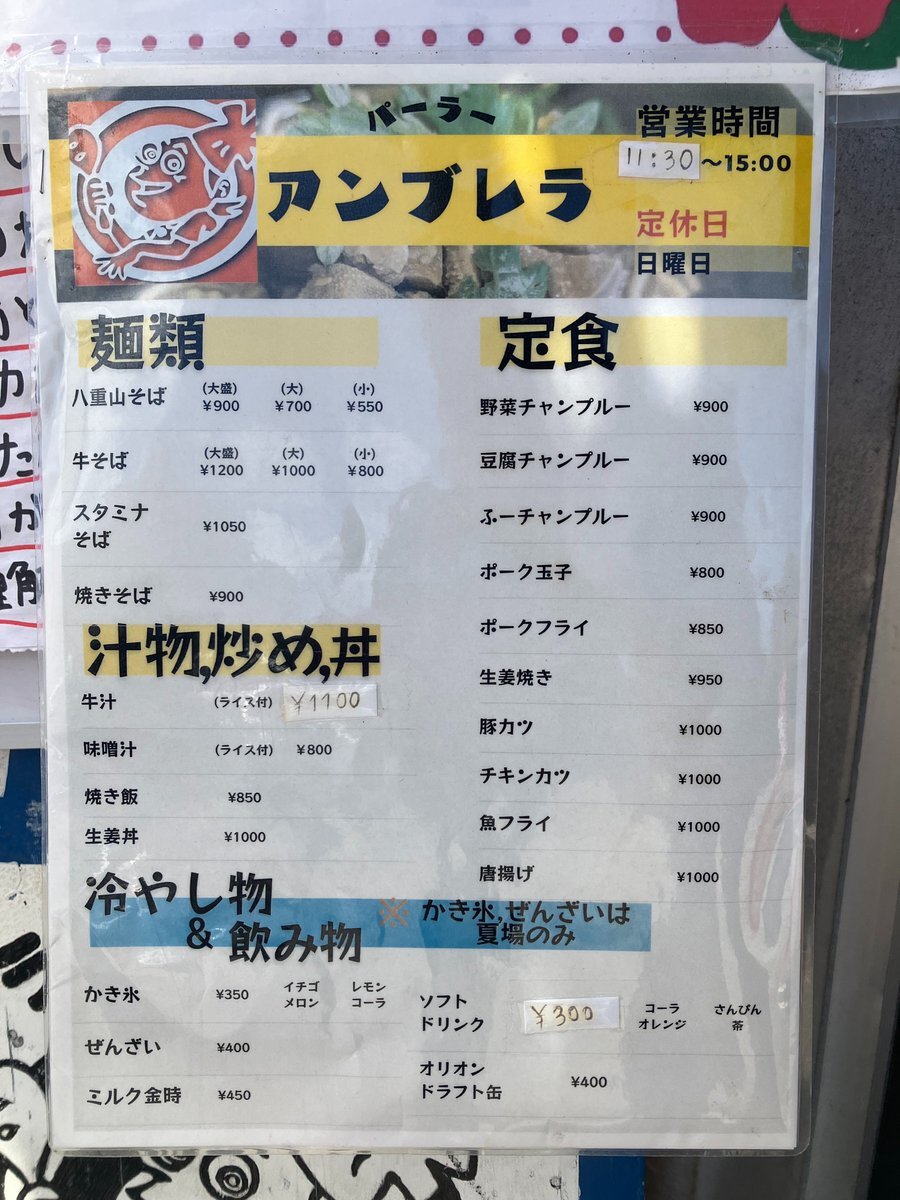 パーラー
アンブレラ
営業時間
11:30～15:00
定休日
日曜日
麺類
八重山そば (大盛) ¥900 (大) ¥700 (小) ¥550
牛そば (大盛) ¥1200 (大) ¥1000 (小) ¥800
スタミナ
そば ¥1050
焼きそば ¥900
汁物,炒め,丼
牛汁 (ライス付) ¥1100
味噌汁 (ライス付) ¥800
焼き飯 ¥850
生姜丼 ¥1000
定食
野菜チャンプルー ¥900
豆腐チャンプルー ¥900
ふーチャンプルー ¥900
ポーク玉子 ¥800
ポークフライ ¥850
生姜焼き ¥950
豚カツ ¥1000
チキンカツ ¥1000
魚フライ ¥1000
唐揚げ ¥1000
冷やし物
&飲み物
※ かき氷,ぜんざいは
夏場のみ
かき氷 ¥350 イチゴ レモン
メロン コーラ
ぜんざい ¥400
ミルク金時 ¥450
ソフト
ドリンク ¥300 コーラ さんぴん
オレンジ 茶
オリオン
ドラフト缶 ¥400